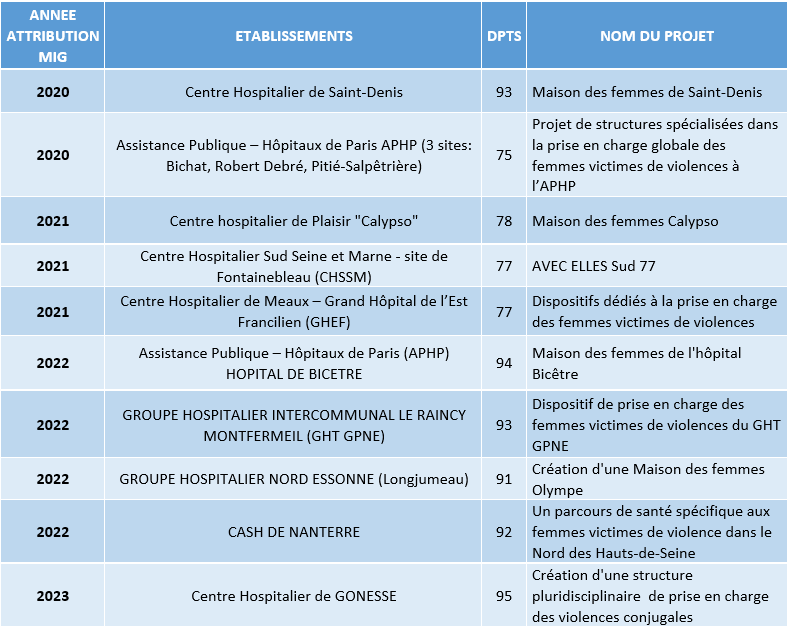 ANNEE
ATTRIBUTION
MIG
ETABLISSEMENTS
DPTS
NOM DU PROJET
2020
Centre Hospitalier de Saint-Denis
93
Maison des femmes de Saint-Denis
2020
Assistance Publique – Hôpitaux de Paris APHP (3 sites:
Bichat, Robert Debré, Pitié-Salpêtrière)
75
Projet de structures spécialisées dans
la prise en charge globale des
femmes victimes de violences à
l’APHP
2021
Centre hospitalier de Plaisir "Calypso"
78
Maison des femmes Calypso
2021
Centre Hospitalier Sud Seine et Marne - site de
Fontainebleau (CHSSM)
77
AVEC ELLES Sud 77
2021
Centre Hospitalier de Meaux – Grand Hôpital de l’Est
Francilien (GHEF)
77
Dispositifs dédiés à la prise en charge
des femmes victimes de violences
2022
Assistance Publique – Hôpitaux de Paris (APHP)
HOPITAL DE BICETRE
94
Maison des femmes de l'hôpital
Bicêtre
2022
GROUPE HOSPITALIER INTERCOMMUNAL LE RAINCY
MONTFERMEIL (GHT GPNE)
93
Dispositif de prise en charge des
femmes victimes de violences du GHT
GPNE
2022
GROUPE HOSPITALIER NORD ESSONNE (Longjumeau)
91
Création d'une Maison des femmes
Olympe
2022
CASH DE NANTERRE
92
Un parcours de santé spécifique aux
femmes victimes de violence dans le
Nord des Hauts-de-Seine
2023
Centre Hospitalier de GONESSE
95
Création d'une structure
pluridisciplinaire  de prise en charge
des violences conjugales